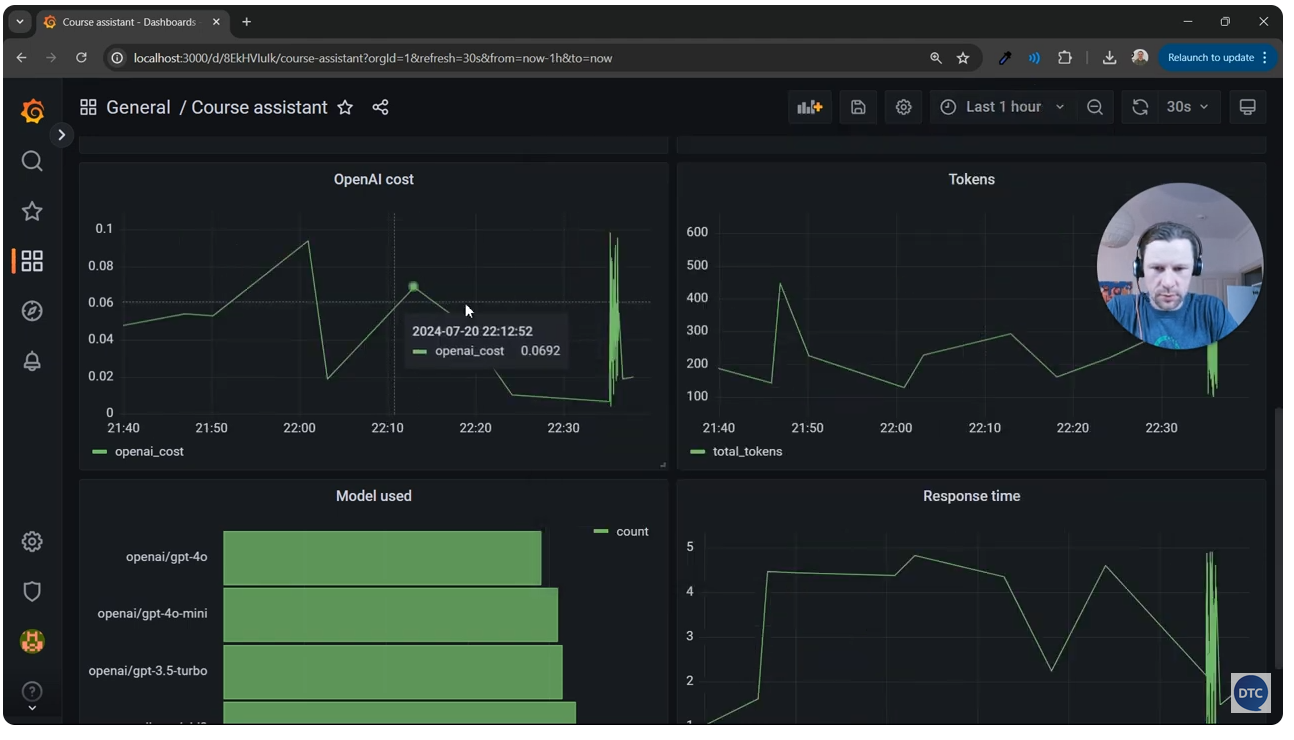 Course assistant - Dashboards
localhost:3000/d/8EkHVluIk/course-assistant?orgId=1&refresh=30s&from=now-1h&to=now
Relaunch to update
General / Course assistant
Last 1 hour
30s
OpenAI cost
0.1
0.08
0.06
0.04
0.02
0
21:40 21:50 22:00 22:10 22:20 22:30
openai_cost
2024-07-20 22:12:52
openai_cost 0.0692
Tokens
600
500
400
300
200
100
21:40 21:50 22:00 22:10 22:20 22:30
total_tokens
Model used
count
openai/gpt-4o
openai/gpt-4o-mini
openai/gpt-3.5-turbo
Response time
5
4
3
2
1
DTC